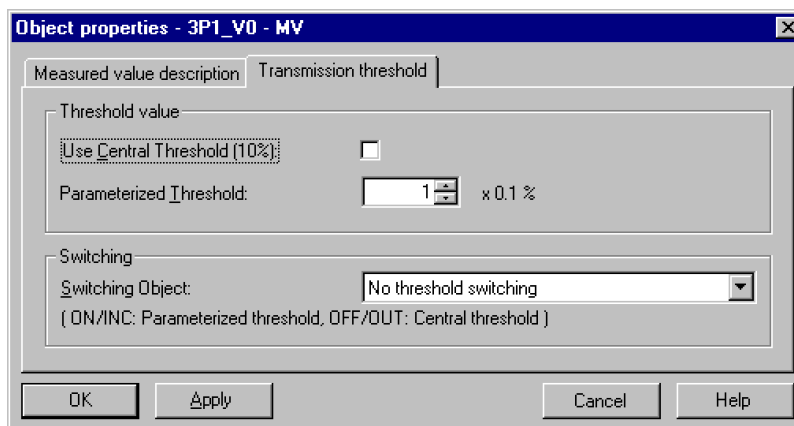 Object properties - 3P1_V0 - MV
Measured value description
Transmission threshold
Threshold value
Use Central Threshold (10%):
Parameterized Threshold: 1 x 0.1 %
Switching
Switching Object: No threshold switching
( ON/INC: Parameterized threshold, OFF/OUT: Central threshold )
OK Apply Cancel Help